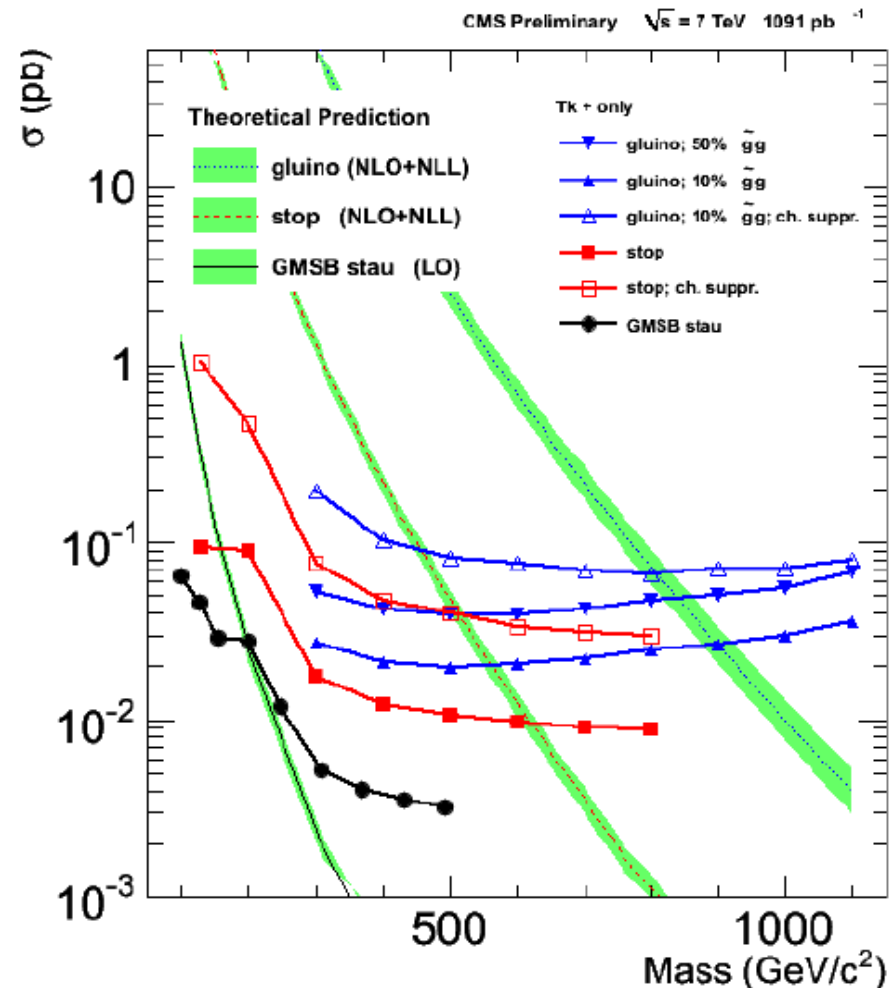 CMS Preliminary √s = 7 TeV 1091 pb⁻¹
σ (pb)
Theoretical Prediction
gluino (NLO+NLL)
stop (NLO+NLL)
GMSB stau (LO)
Tk + only
gluino; 50% g̃g
gluino; 10% g̃g
gluino; 10% g̃g; ch. suppr.
stop
stop; ch. suppr.
GMSB stau
10
1
10⁻¹
10⁻²
10⁻³
500 1000
Mass (GeV/c²)